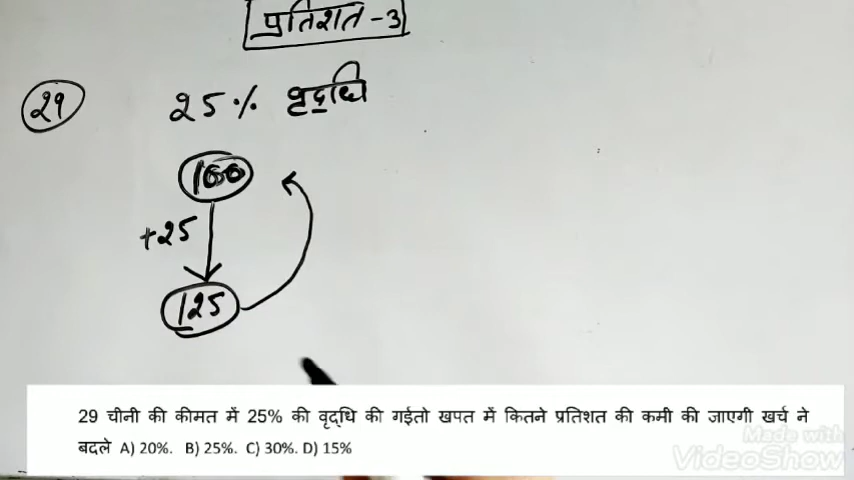 प्रतिशत-3
29
25% वृद्धि
100
+25
125
29 चीनी की कीमत में 25% की वृद्धि की गईतो खपत में कितने प्रतिशत की कमी की जाएगी खर्च ने
बदले A) 20%. B) 25%. C) 30%. D) 15%
Made with
VideoShow